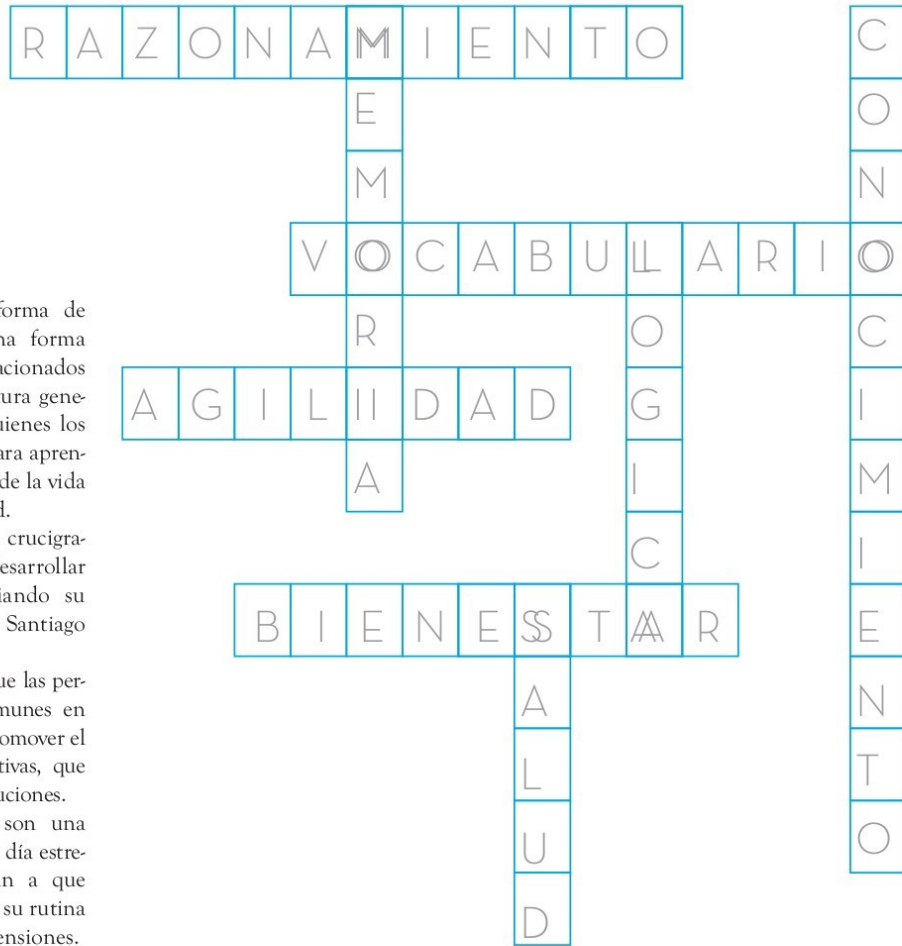 RAZONAMIENTO
MEMORIA
CONOCIMIENTO
VOCABULARIO
LOGICA
AGILIDAD
BIENESTAR
SALUD
forma de
na forma
acionados
tura gene-
uienes los
ara apren-
de la vida
d.
crucigra-
esarrollar
iando su
Santiago
ue las per-
munes en
omover el
tivas, que
uciones.
son una
día estre-
n a que
su rutina
ensiones.